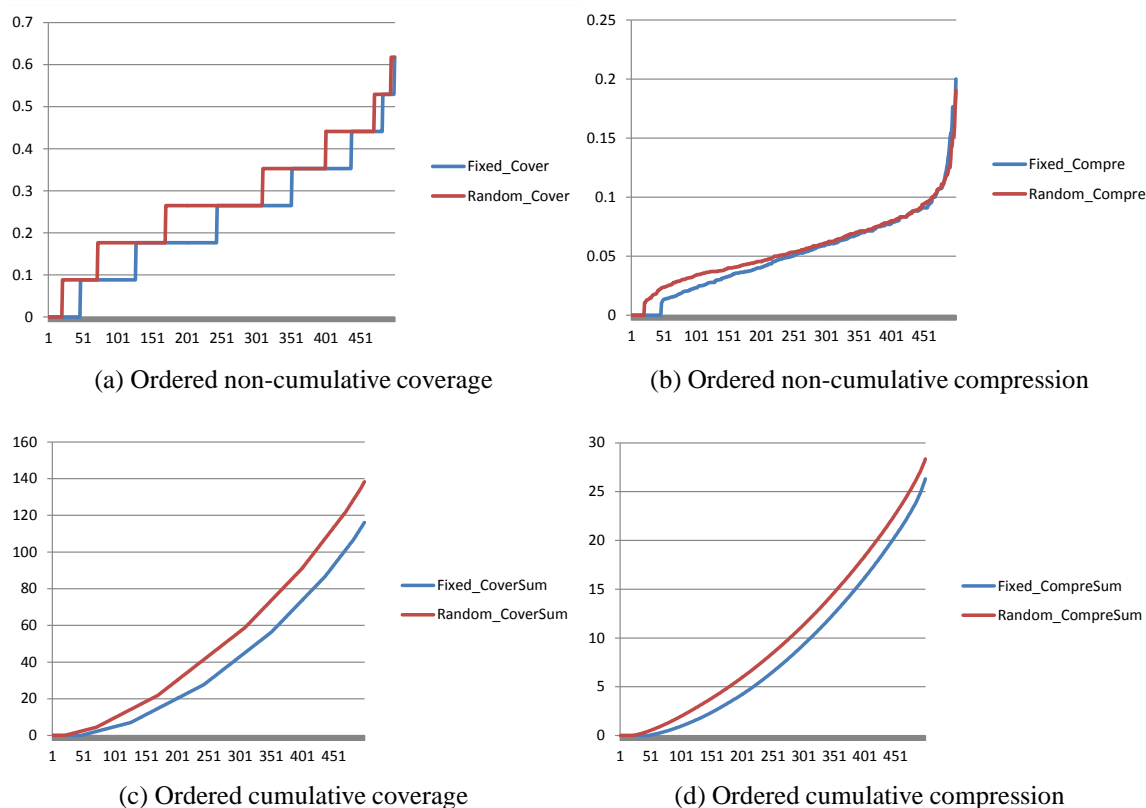 0.7
0.6
0.5
0.4
0.3
0.2
0.1
0
1 51 101 151 201 251 301 351 401 451
Fixed_Cover
Random_Cover
(a) Ordered non-cumulative coverage
0.25
0.2
0.15
0.1
0.05
0
1 51 101 151 201 251 301 351 401 451
Fixed_Compre
Random_Compre
(b) Ordered non-cumulative compression
160
140
120
100
80
60
40
20
0
1 51 101 151 201 251 301 351 401 451
Fixed_CoverSum
Random_CoverSum
(c) Ordered cumulative coverage
30
25
20
15
10
5
0
1 51 101 151 201 251 301 351 401 451
Fixed_CompreSum
Random_CompreSum
(d) Ordered cumulative compression